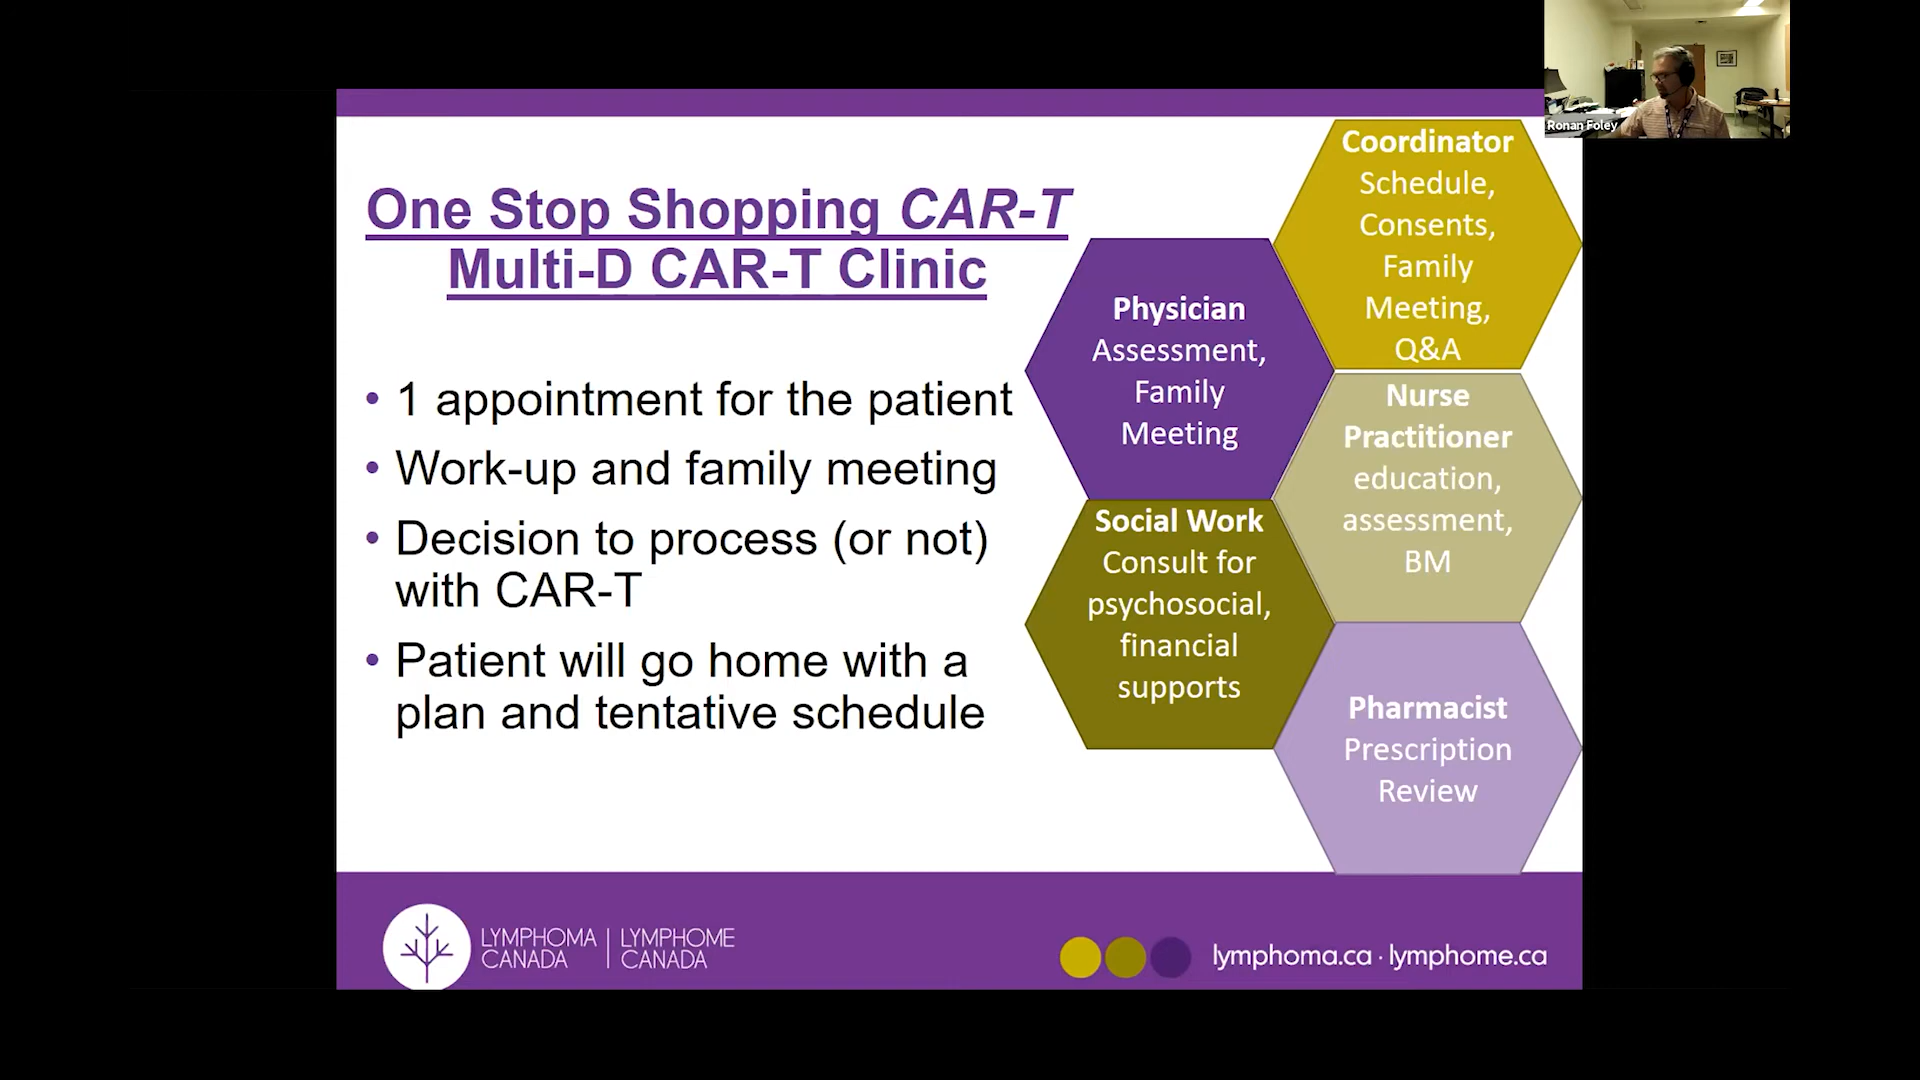 Ronan Foley
One Stop Shopping CAR-T
Multi-D CAR-T Clinic
• 1 appointment for the patient
• Work-up and family meeting
• Decision to process (or not)
with CAR-T
• Patient will go home with a
plan and tentative schedule
Coordinator
Schedule,
Consents,
Family
Meeting,
Q&A
Physician
Assessment,
Family
Meeting
Nurse
Practitioner
education,
assessment,
BM
Social Work
Consult for
psychosocial,
financial
supports
Pharmacist
Prescription
Review
LYMPHOMA
CANADA
LYMPHOME
CANADA
lymphoma.ca · lymphome.ca